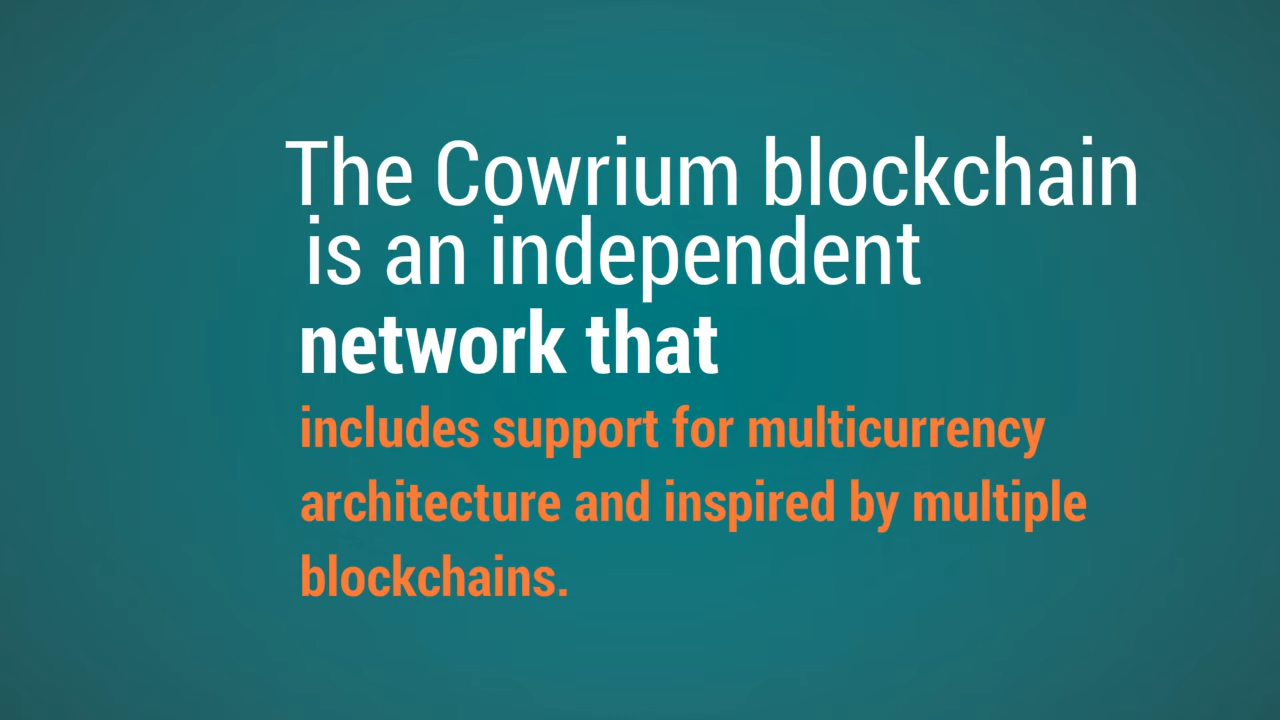 The Cowrium blockchain
is an independent
network that
includes support for multicurrency
architecture and inspired by multiple
blockchains.